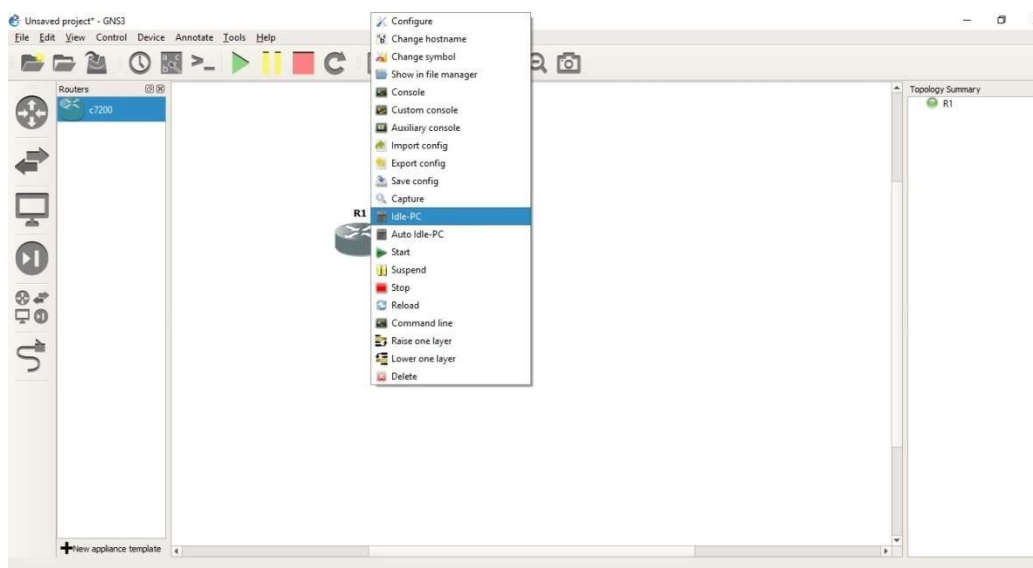 Unsaved project* - GNS3
File Edit View Control Device Annotate Tools Help
Routers
c7200
New appliance template
R1
Configure
Change hostname
Change symbol
Show in file manager
Console
Custom console
Auxiliary console
Import config
Export config
Save config
Capture
Idle-PC
Auto Idle-PC
Start
Suspend
Stop
Reload
Command line
Raise one layer
Lower one layer
Delete
Topology Summary
R1